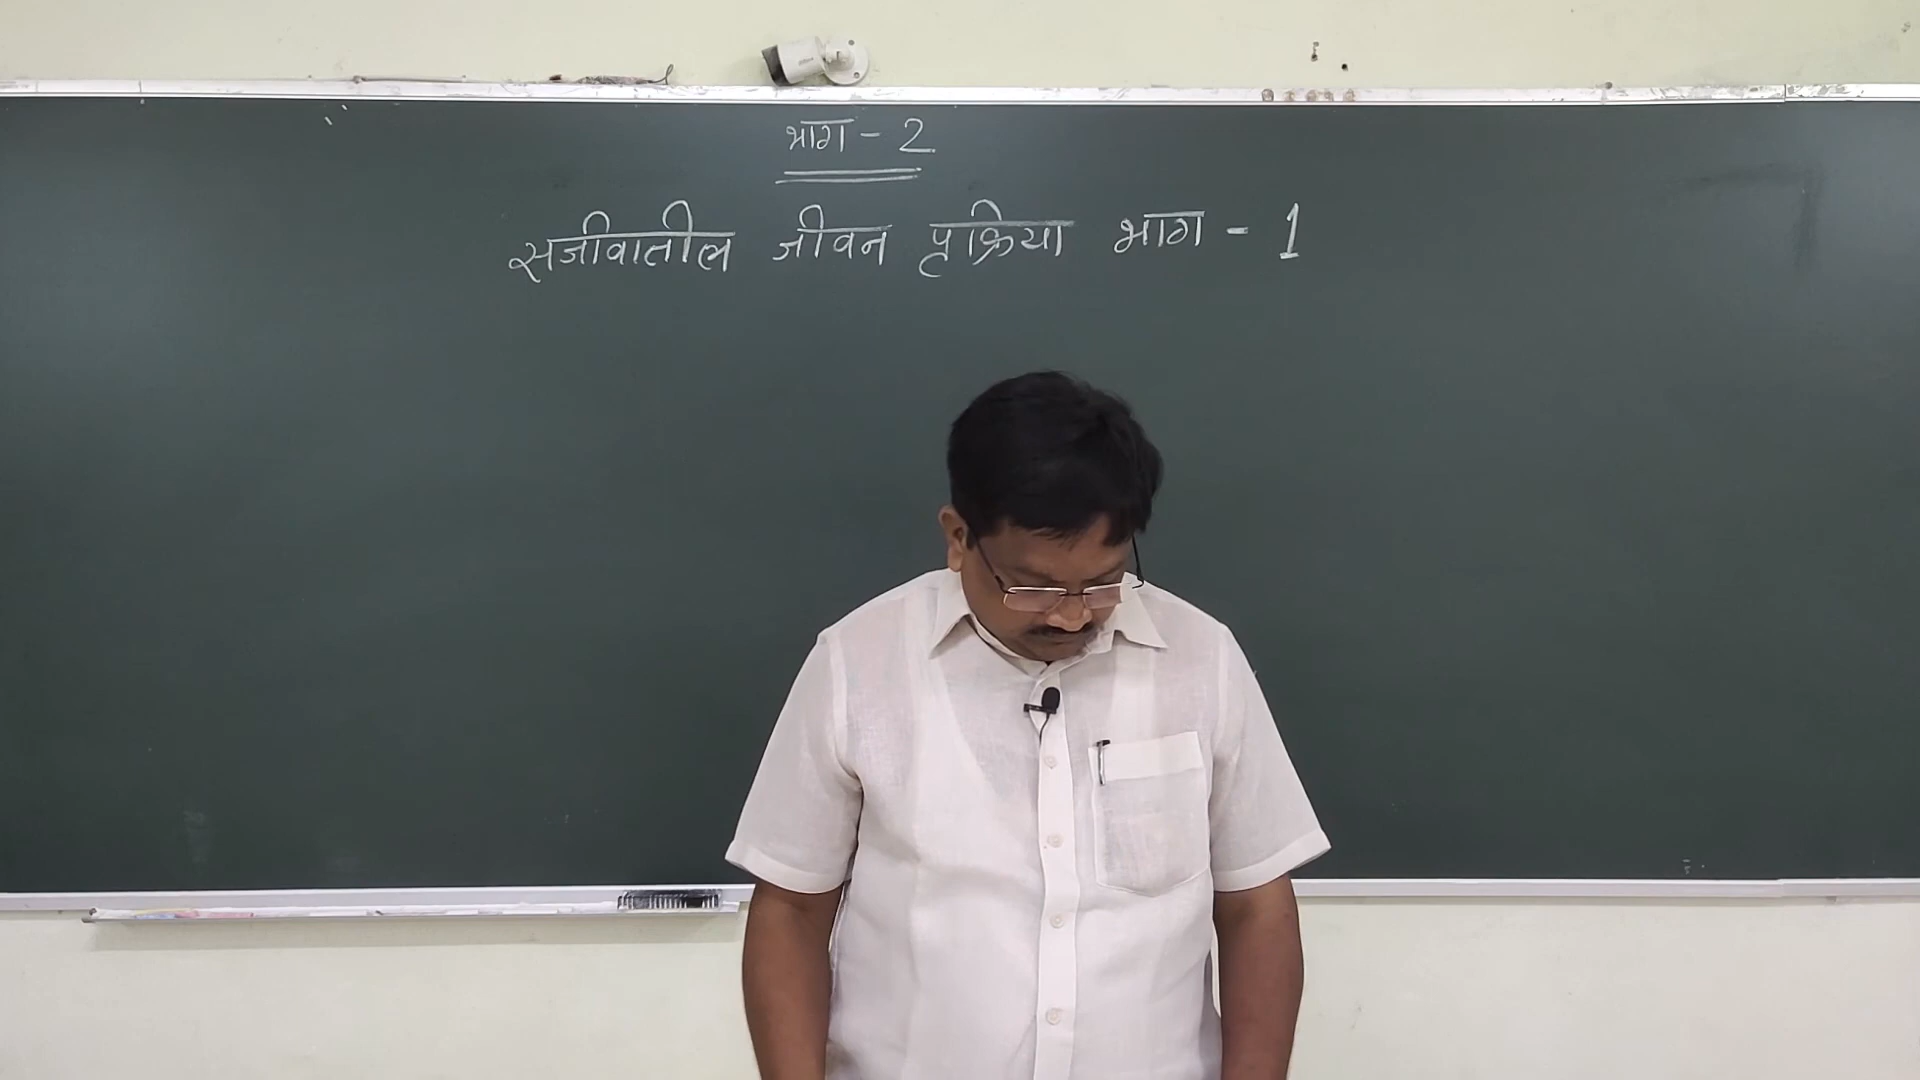 भाग - 2
सजीवातील जीवन प्रक्रिया भाग - 1